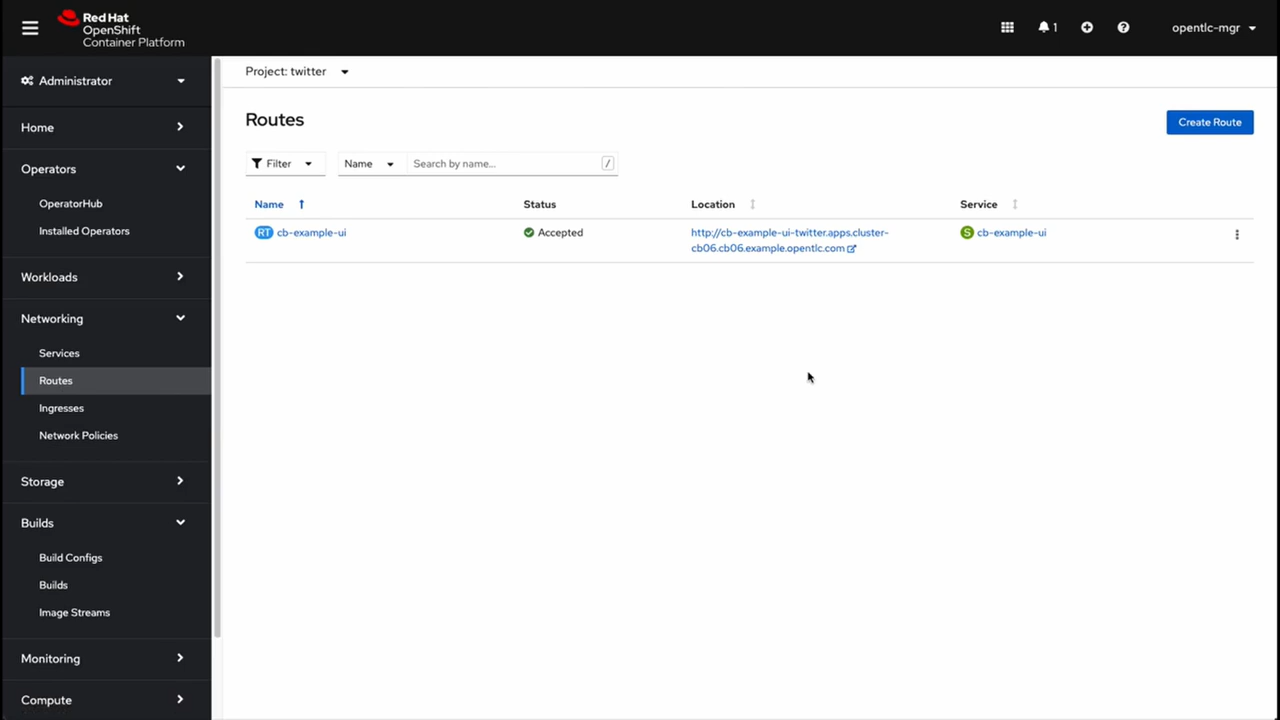 Red Hat
OpenShift
Container Platform
1
opentlc-mgr
Administrator
Home
Operators
OperatorHub
Installed Operators
Workloads
Networking
Services
Routes
Ingresses
Network Policies
Storage
Builds
Build Configs
Builds
Image Streams
Monitoring
Compute
Project: twitter
Routes
Create Route
Filter
Name
Search by name...
/
Name
Status
Location
Service
RT cb-example-ui
Accepted
http://cb-example-ui-twitter.apps.cluster-
cb06.cb06.example.opentlc.com
S cb-example-ui